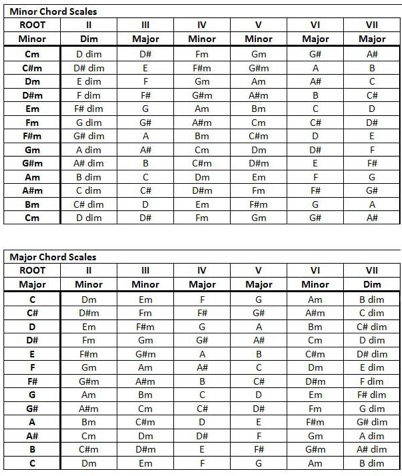 Minor Chord Scales
ROOT II III IV V VI VII
Minor Dim Major Minor Minor Major Major
Cm D dim D# Fm Gm G# A#
C#m D# dim E F#m G#m A B
Dm E dim F Gm Am A# C
D#m F dim F# G#m A#m B C#
Em F# dim G Am Bm C D
Fm G dim G# A#m Cm C# D#
F#m G# dim A Bm C#m D E
Gm A dim A# Cm Dm D# F
G#m A# dim B C#m D#m E F#
Am B dim C Dm Em F G
A#m C dim C# D#m Fm F# G#
Bm C# dim D Em F#m G A
Cm D dim D# Fm Gm G# A#
Major Chord Scales
ROOT II III IV V VI VII
Major Minor Minor Major Major Minor Dim
C Dm Em F G Am B dim
C# D#m Fm F# G# A#m C dim
D Em F#m G A Bm C# dim
D# Fm Gm G# A# Cm D dim
E F#m G#m A B C#m D# dim
F Gm Am A# C Dm E dim
F# G#m A#m B C# D#m F dim
G Am Bm C D Em F# dim
G# A#m Cm C# D# Fm G dim
A Bm C#m D E F#m G# dim
A# Cm Dm D# F Gm A dim
B C#m D#m E F# G#m A# dim
C Dm Em F G Am B dim